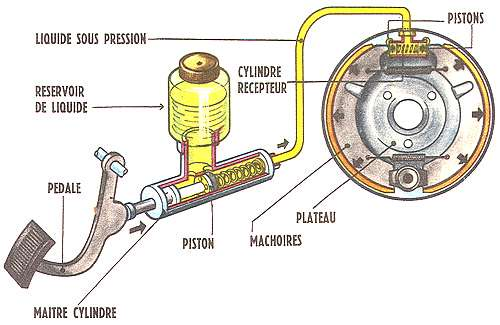 PISTONS
LIQUIDE SOUS PRESSION
CYLINDRE
RECEPTEUR
RESERVOIR
DE LIQUIDE
PEDALE
PISTON
MACHOIRES
PLATEAU
MAITRE CYLINDRE